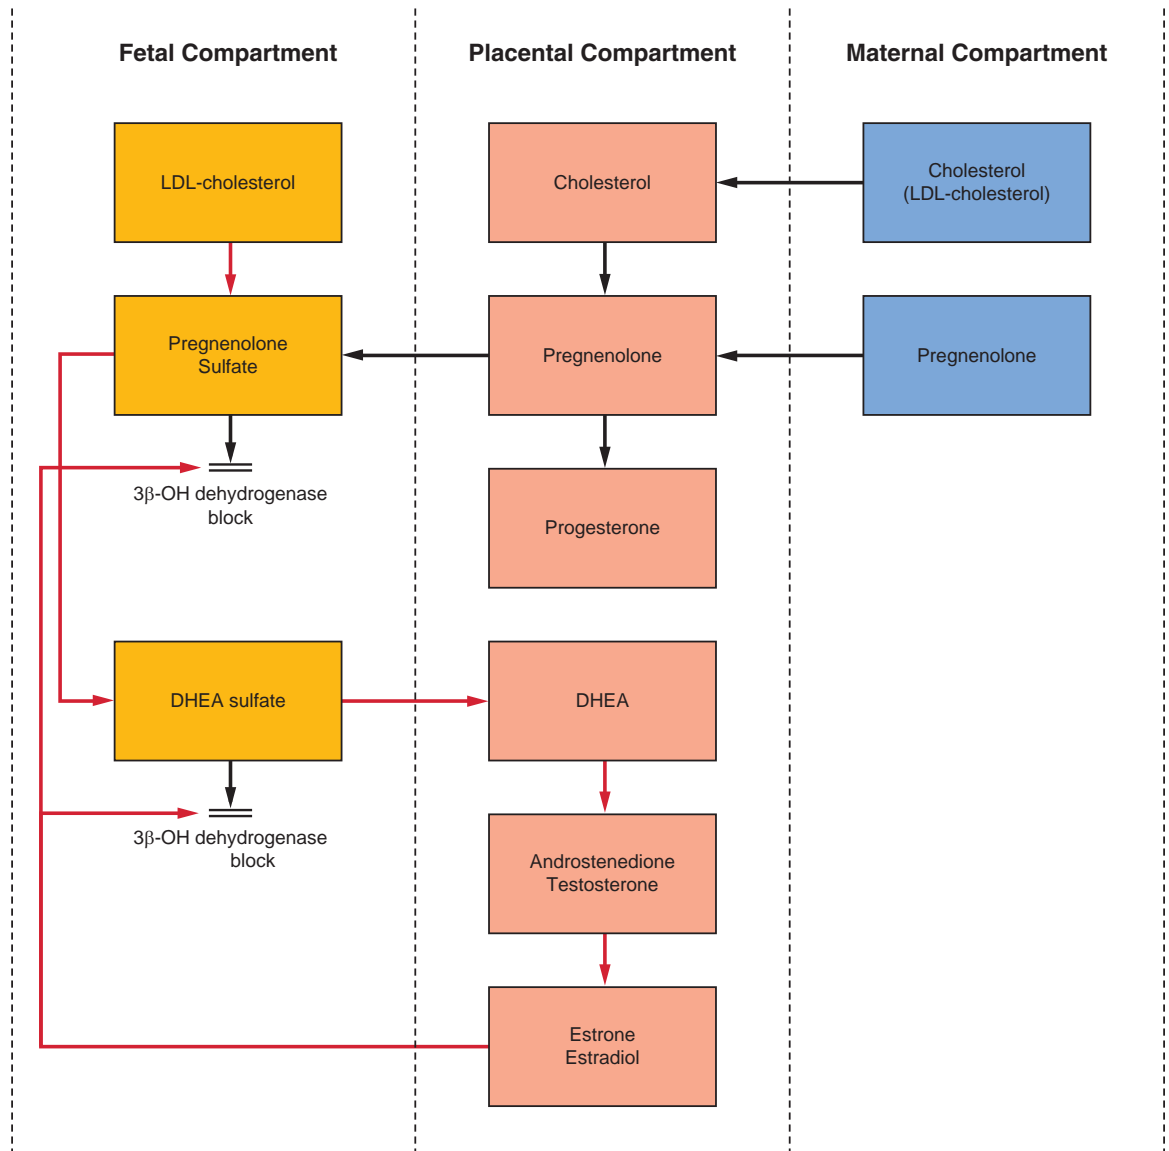 Fetal Compartment
Placental Compartment
Maternal Compartment
LDL-cholesterol
Cholesterol
Cholesterol
(LDL-cholesterol)
Pregnenolone
Sulfate
Pregnenolone
Pregnenolone
3β-OH dehydrogenase
block
Progesterone
DHEA sulfate
DHEA
3β-OH dehydrogenase
block
Androstenedione
Testosterone
Estrone
Estradiol